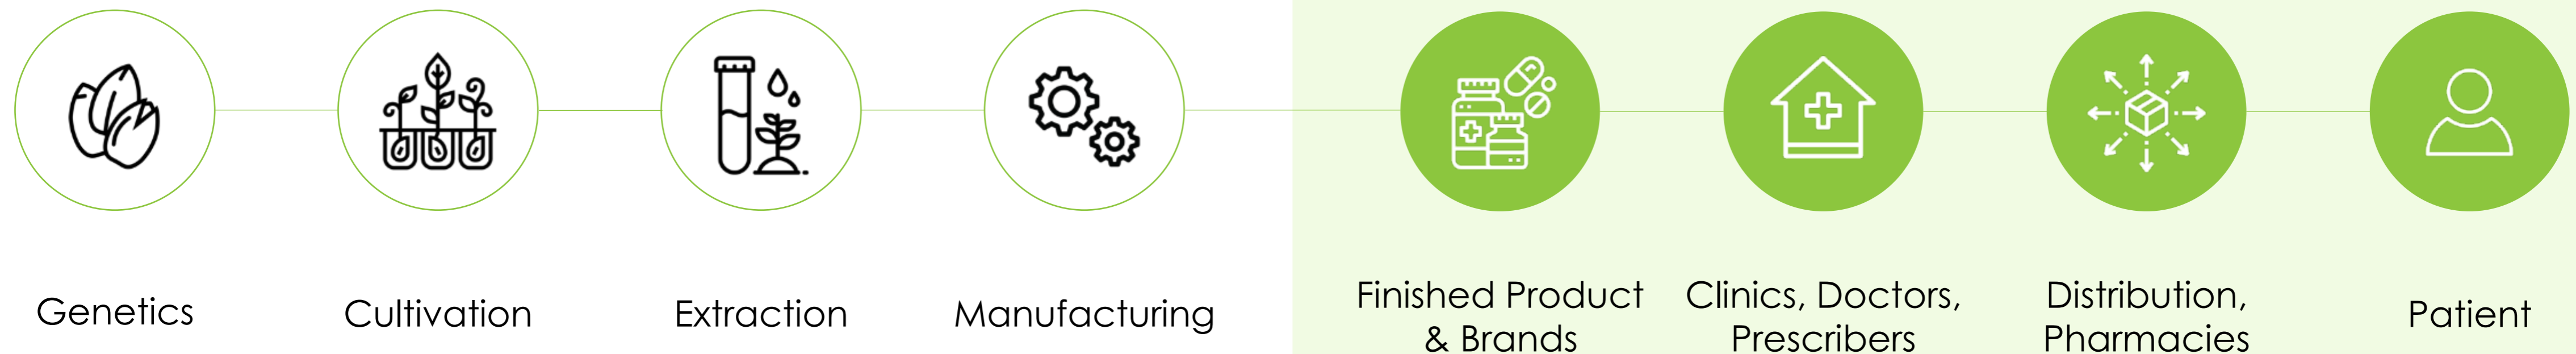 Genetics
Cultivation
Extraction
Manufacturing
Finished Product
& Brands
Clinics, Doctors,
Prescribers
Distribution,
Pharmacies
Patient